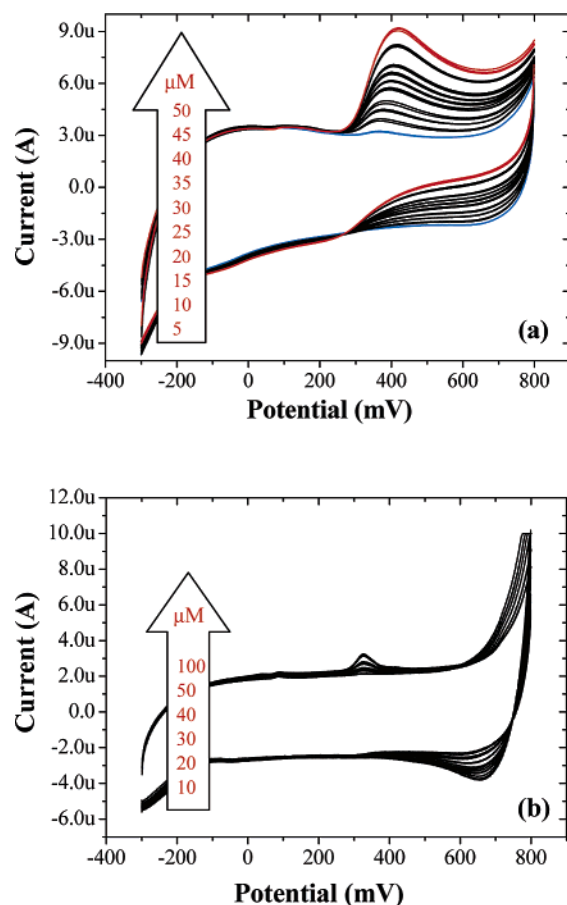 9.0u
6.0u
3.0u
0.0
-3.0u
-6.0u
-9.0u
Current (A)
μM
50
45
40
35
30
25
20
15
10
5
(a)
-400 -200 0 200 400 600 800
Potential (mV)
12.0u
10.0u
8.0u
6.0u
4.0u
2.0u
0.0
-2.0u
-4.0u
-6.0u
Current (A)
μM
100
50
40
30
20
10
(b)
-400 -200 0 200 400 600 800
Potential (mV)